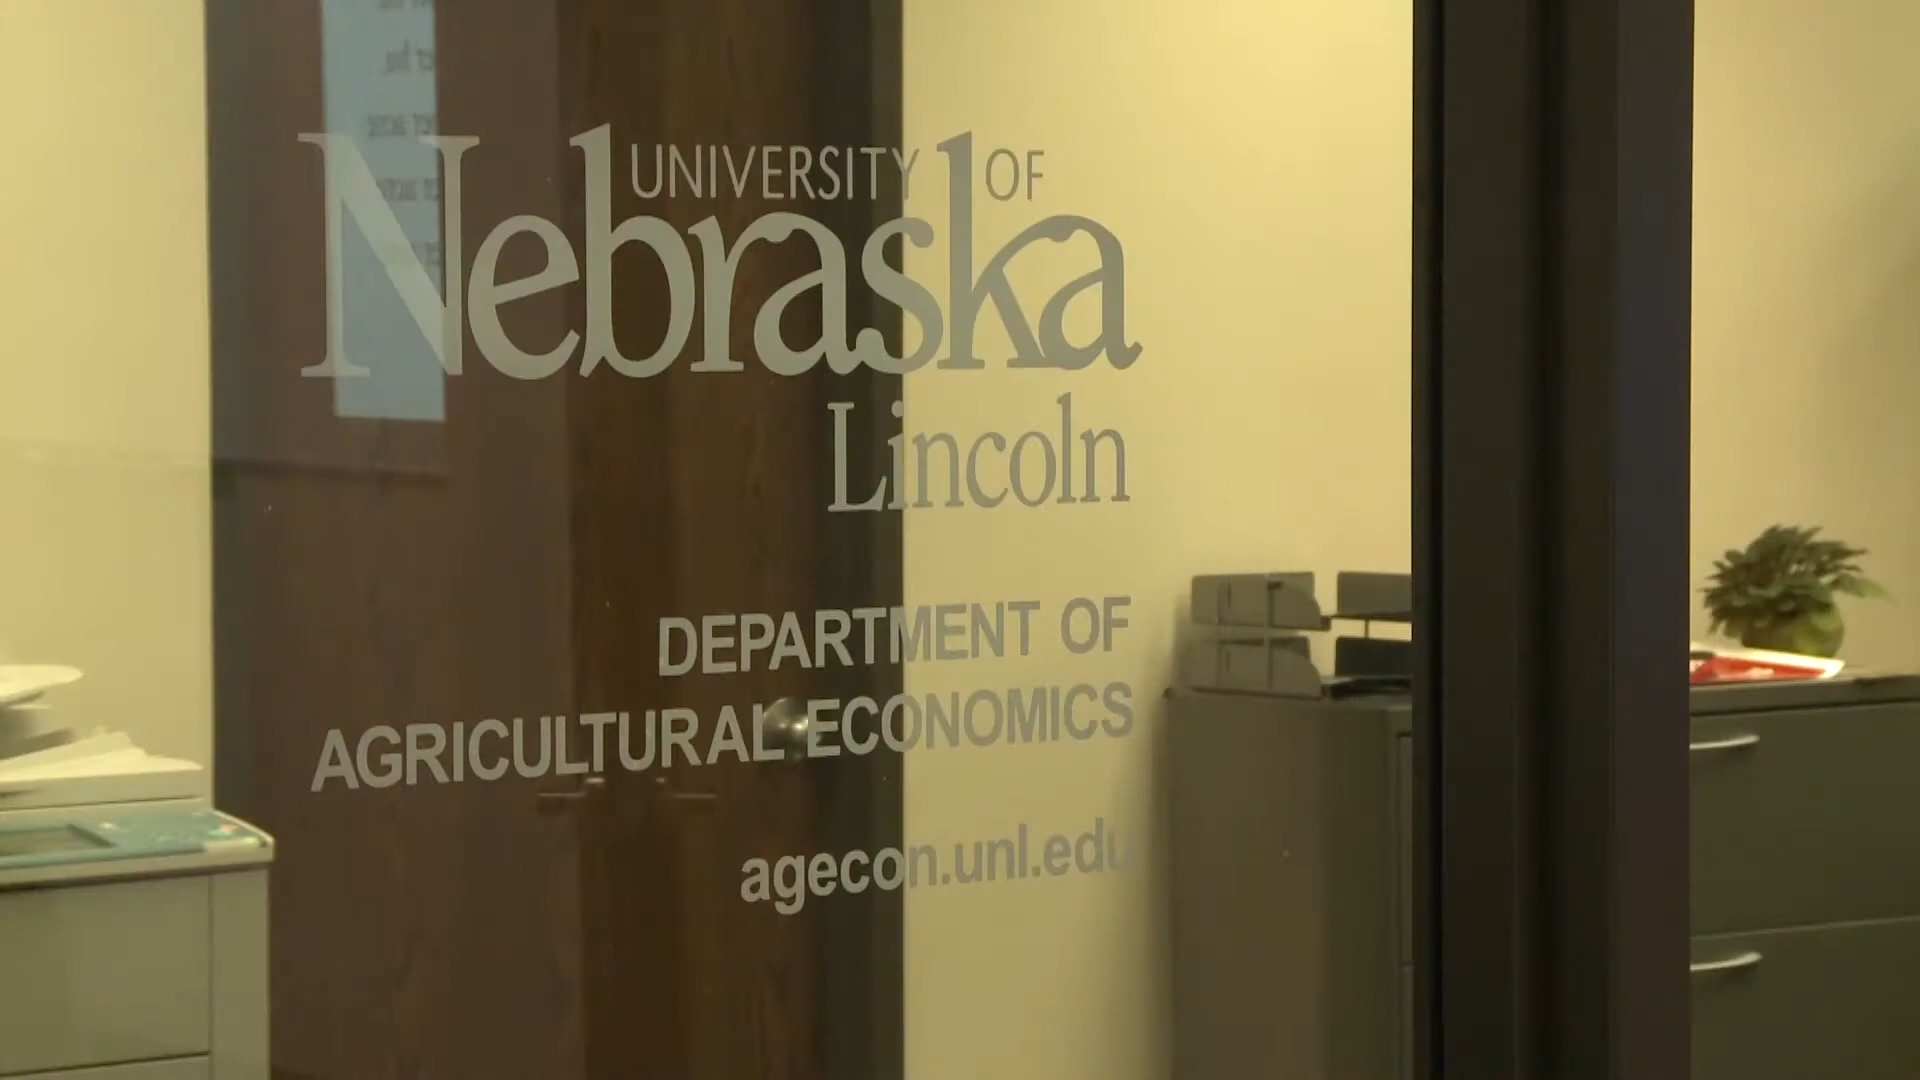 UNIVERSITY OF
Nebraska
Lincoln
DEPARTMENT OF
AGRICULTURAL ECONOMICS
agecon.unl.edu